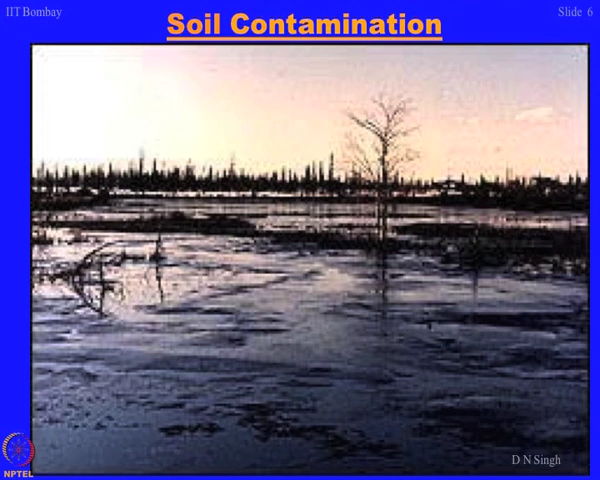 IIT Bombay
Slide 6
Soil Contamination
D N Singh
NPTEL